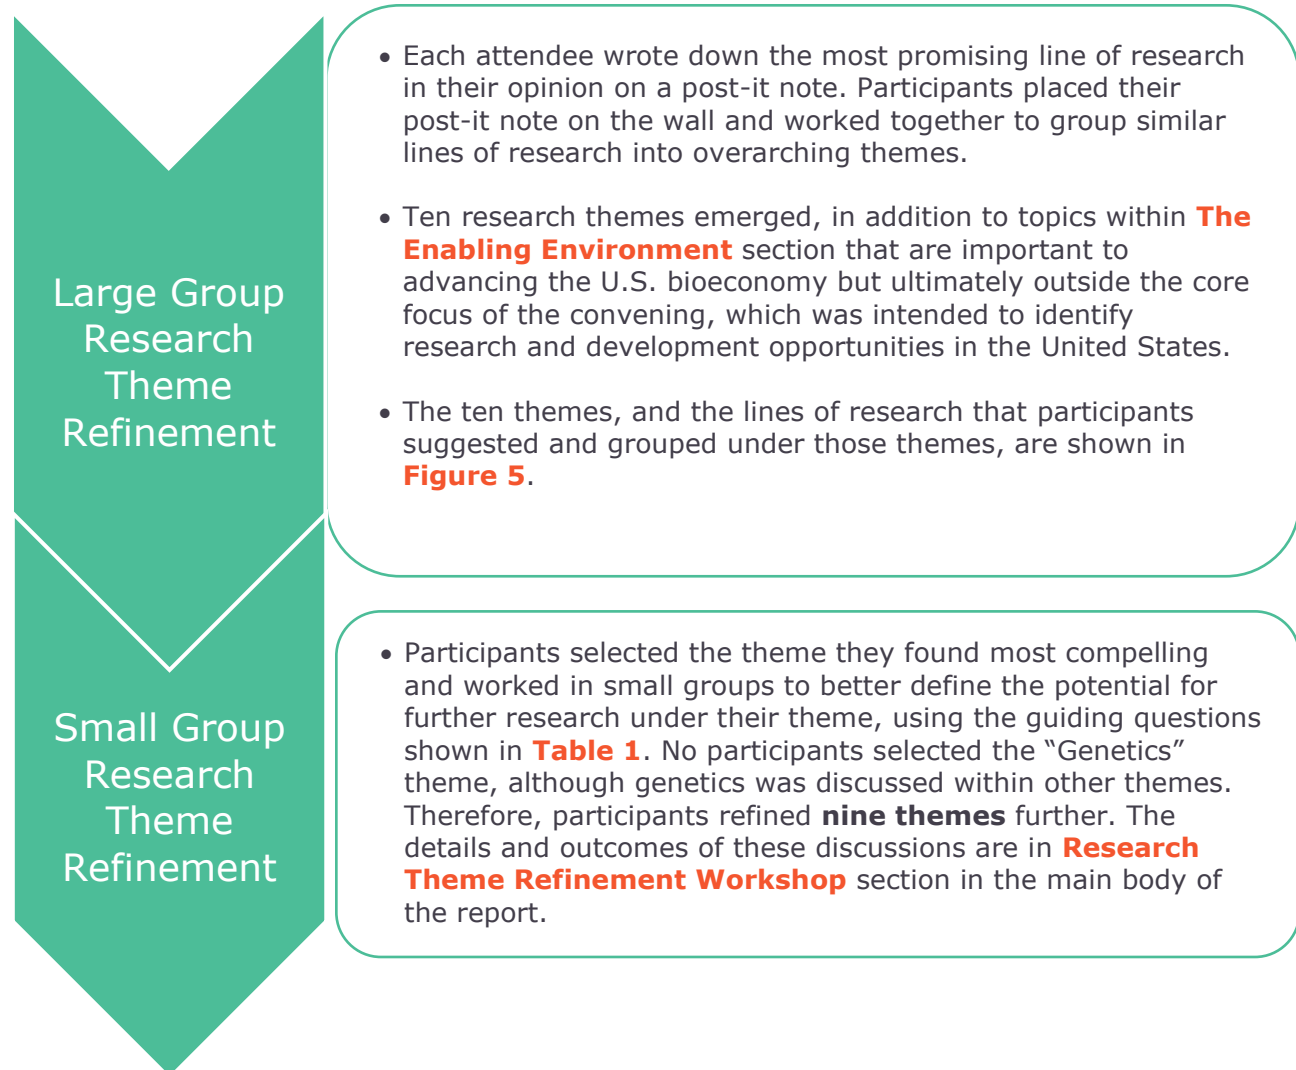 Large Group
Research
Theme
Refinement
• Each attendee wrote down the most promising line of research
in their opinion on a post-it note. Participants placed their
post-it note on the wall and worked together to group similar
lines of research into overarching themes.
• Ten research themes emerged, in addition to topics within The
Enabling Environment section that are important to
advancing the U.S. bioeconomy but ultimately outside the core
focus of the convening, which was intended to identify
research and development opportunities in the United States.
• The ten themes, and the lines of research that participants
suggested and grouped under those themes, are shown in
Figure 5.
Small Group
Research
Theme
Refinement
• Participants selected the theme they found most compelling
and worked in small groups to better define the potential for
further research under their theme, using the guiding questions
shown in Table 1. No participants selected the “Genetics”
theme, although genetics was discussed within other themes.
Therefore, participants refined nine themes further. The
details and outcomes of these discussions are in Research
Theme Refinement Workshop section in the main body of
the report.